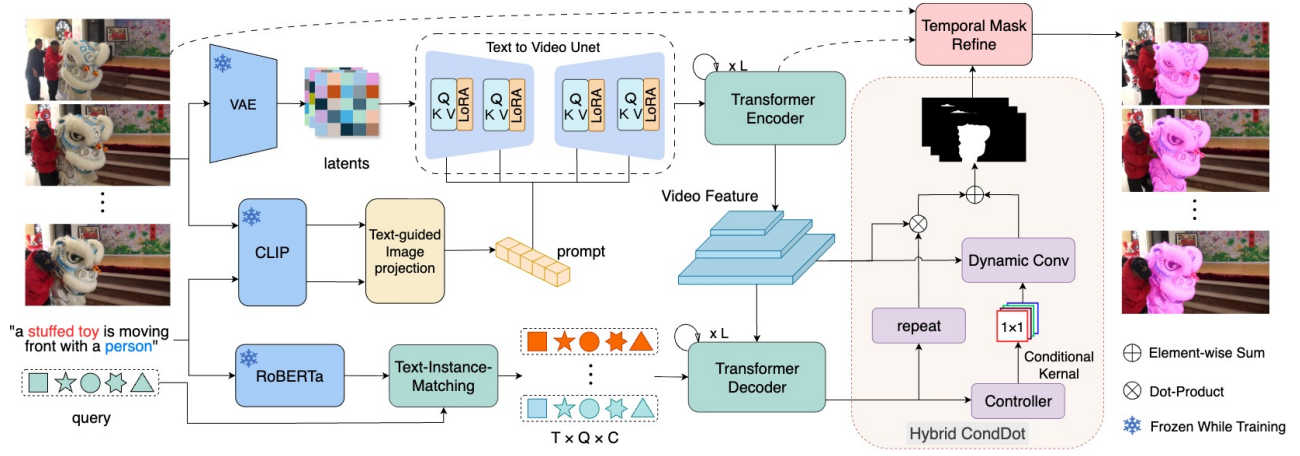 Text to Video Unet
VAE
latents
Q
K V
LoRA
Q
K V
LoRA
Q
K V
LoRA
Q
K V
LoRA
x L
Transformer
Encoder
Temporal Mask
Refine
CLIP
Text-guided
Image
projection
prompt
Video Feature
Dynamic Conv
repeat
1×1
Conditional
Kernal
Controller
Hybrid CondDot
"a stuffed toy is moving
front with a person"
query
RoBERTa
Text-Instance-
Matching
T × Q × C
x L
Transformer
Decoder
Element-wise Sum
Dot-Product
Frozen While Training